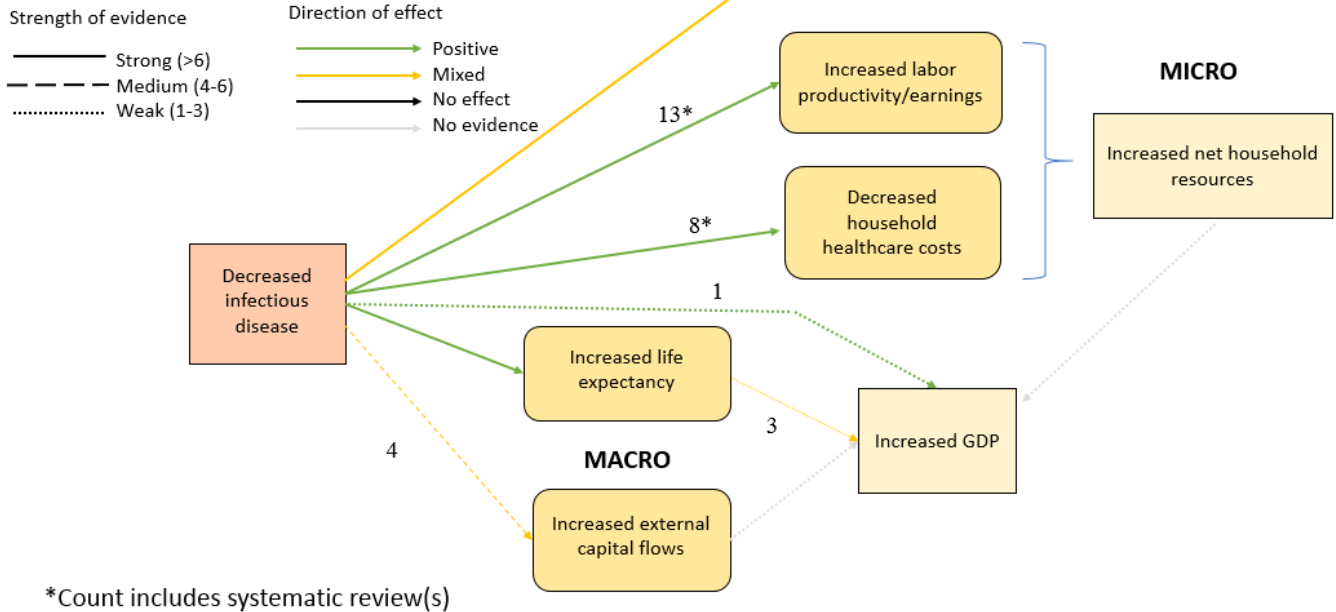 Strength of evidence
Strong (>6)
Medium (4-6)
Weak (1-3)
Direction of effect
Positive
Mixed
No effect
No evidence
13*
Increased labor
productivity/earnings
MICRO
Increased net household
resources
8*
Decreased
household
healthcare costs
Decreased
infectious
disease
1
Increased life
expectancy
3
Increased GDP
4
MACRO
Increased external
capital flows
*Count includes systematic review(s)